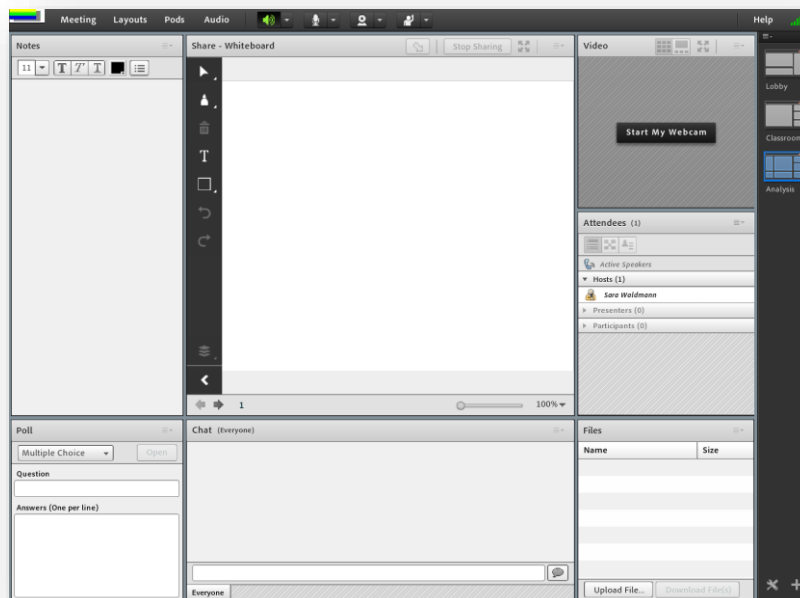 Meeting Layouts Pods Audio Help
Notes
11 T T T
Share - Whiteboard
Stop Sharing
T
1
100%
Video
Start My Webcam
Attendees (1)
Active Speakers
Hosts (1)
Sara Waldmann
Presenters (0)
Participants (0)
Lobby
Classroom
Analysis
Poll
Multiple Choice Open
Question
Answers (One per line)
Chat (Everyone)
Everyone
Files
Name Size
Upload File... Download File(s)